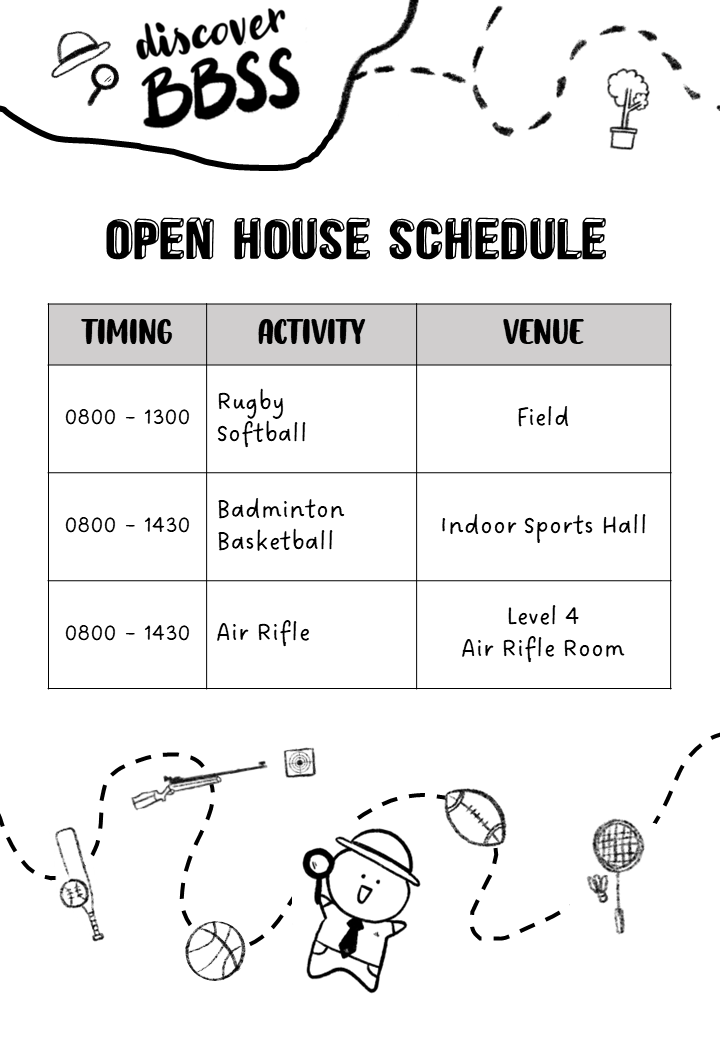 discover
BBSS
OPEN HOUSE SCHEDULE
TIMING ACTIVITY VENUE
0800 - 1300
Rugby
Softball
Field
0800 - 1430
Badminton
Basketball
Indoor Sports Hall
0800 - 1430
Air Rifle
Level 4
Air Rifle Room